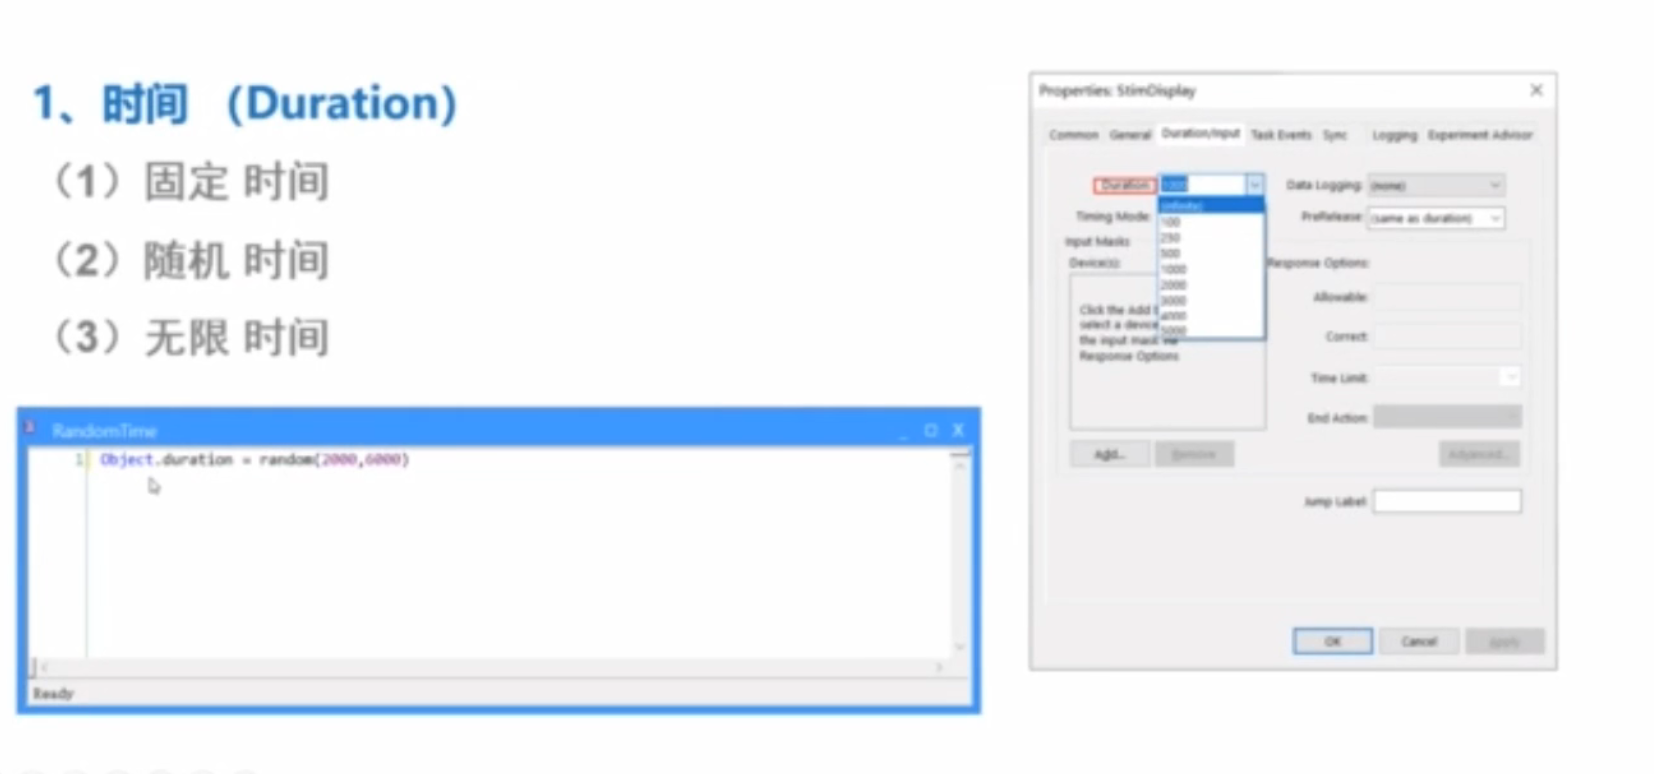 1、时间 （Duration）
（1）固定 时间
（2）随机 时间
（3）无限 时间
RandomTime
1 Object.duration = random(2000,6000)
Ready
Properties: StimDisplay
Common General Duration/Input Task Events Sync Logging Experiment Advisor
Duration: Data Logging: (none)
(infinite)
Timing Mode: 100 PreRelease: (same as duration)
250
Input Masks 500
Device(s): 1000 Response Options:
2000
3000 Allowable:
Click the Add 4000
select a device 5000
the input mask Correct:
Response Options
Time Limit:
End Action:
Add... Remove Advanced...
Jump Label:
OK Cancel Apply